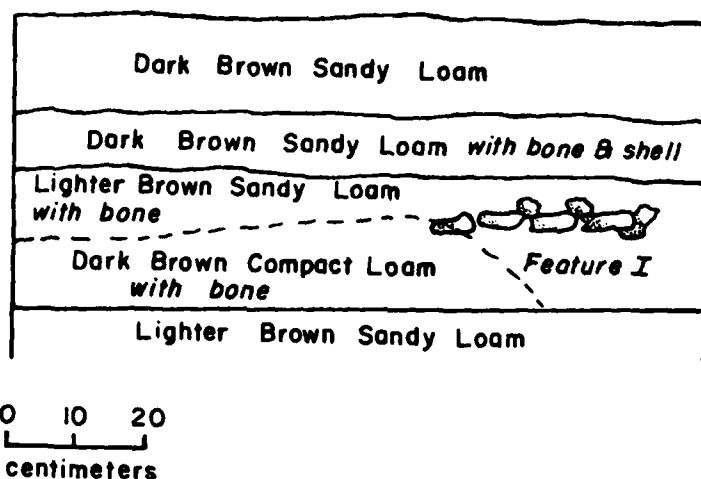 Dark Brown Sandy Loam
Dark Brown Sandy Loam with bone & shell
Lighter Brown Sandy Loam
with bone
Dark Brown Compact Loam
with bone
Feature I
Lighter Brown Sandy Loam
0 10 20
centimeters